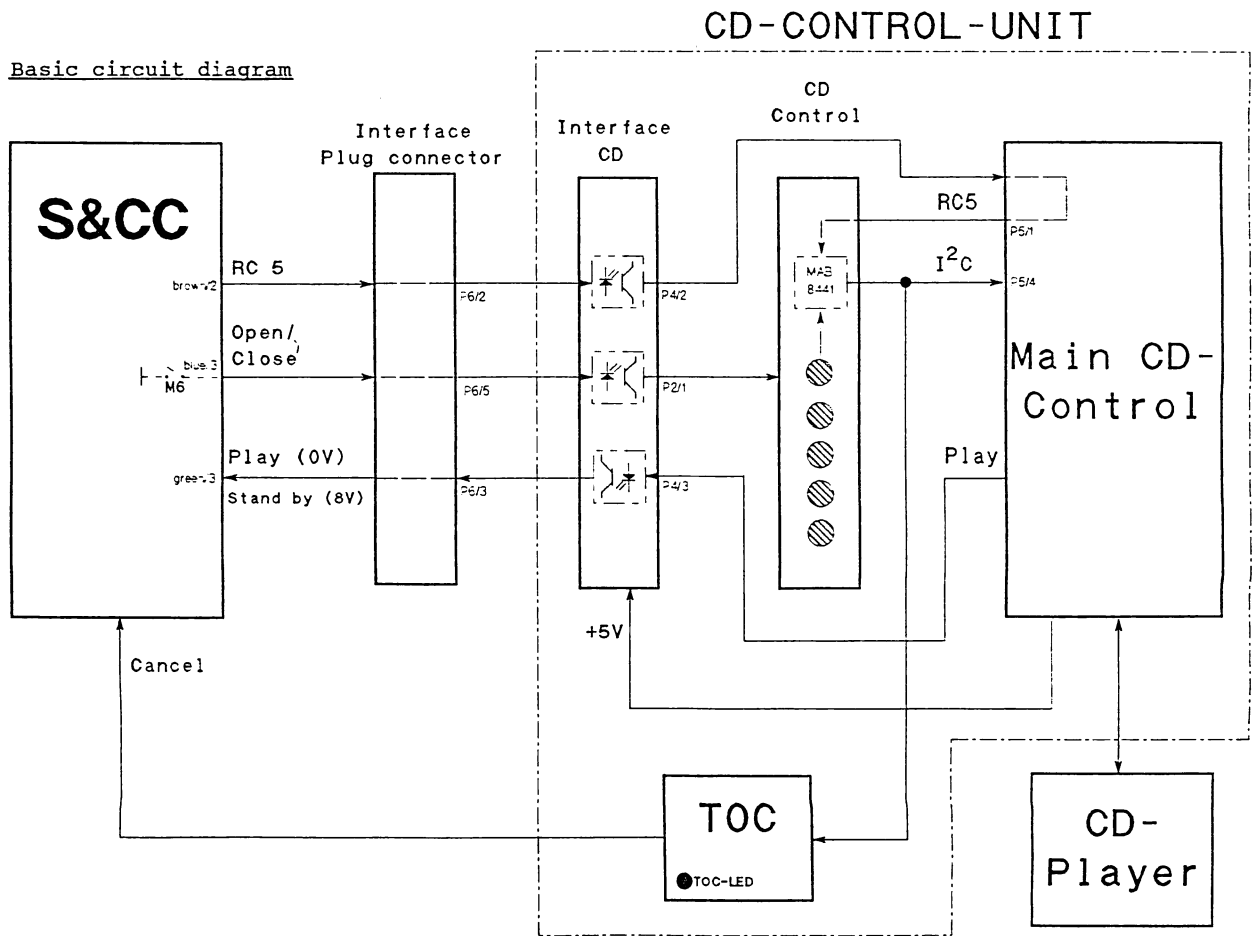 CD-CONTROL-UNIT
Basic circuit diagram
Interface
Plug connector
Interface
CD
CD
Control
S&CC
RC 5
brown/2
P6/2
P4/2
RC5
P5/1
MAB
8441
I²C
P5/4
Open/
Close
blue/3
M6
P6/5
P2/1
Main CD-
Control
Play (0V)
green/3
Stand by (8V)
P6/3
P4/3
Play
+5V
Cancel
TOC
TOC-LED
CD-
Player